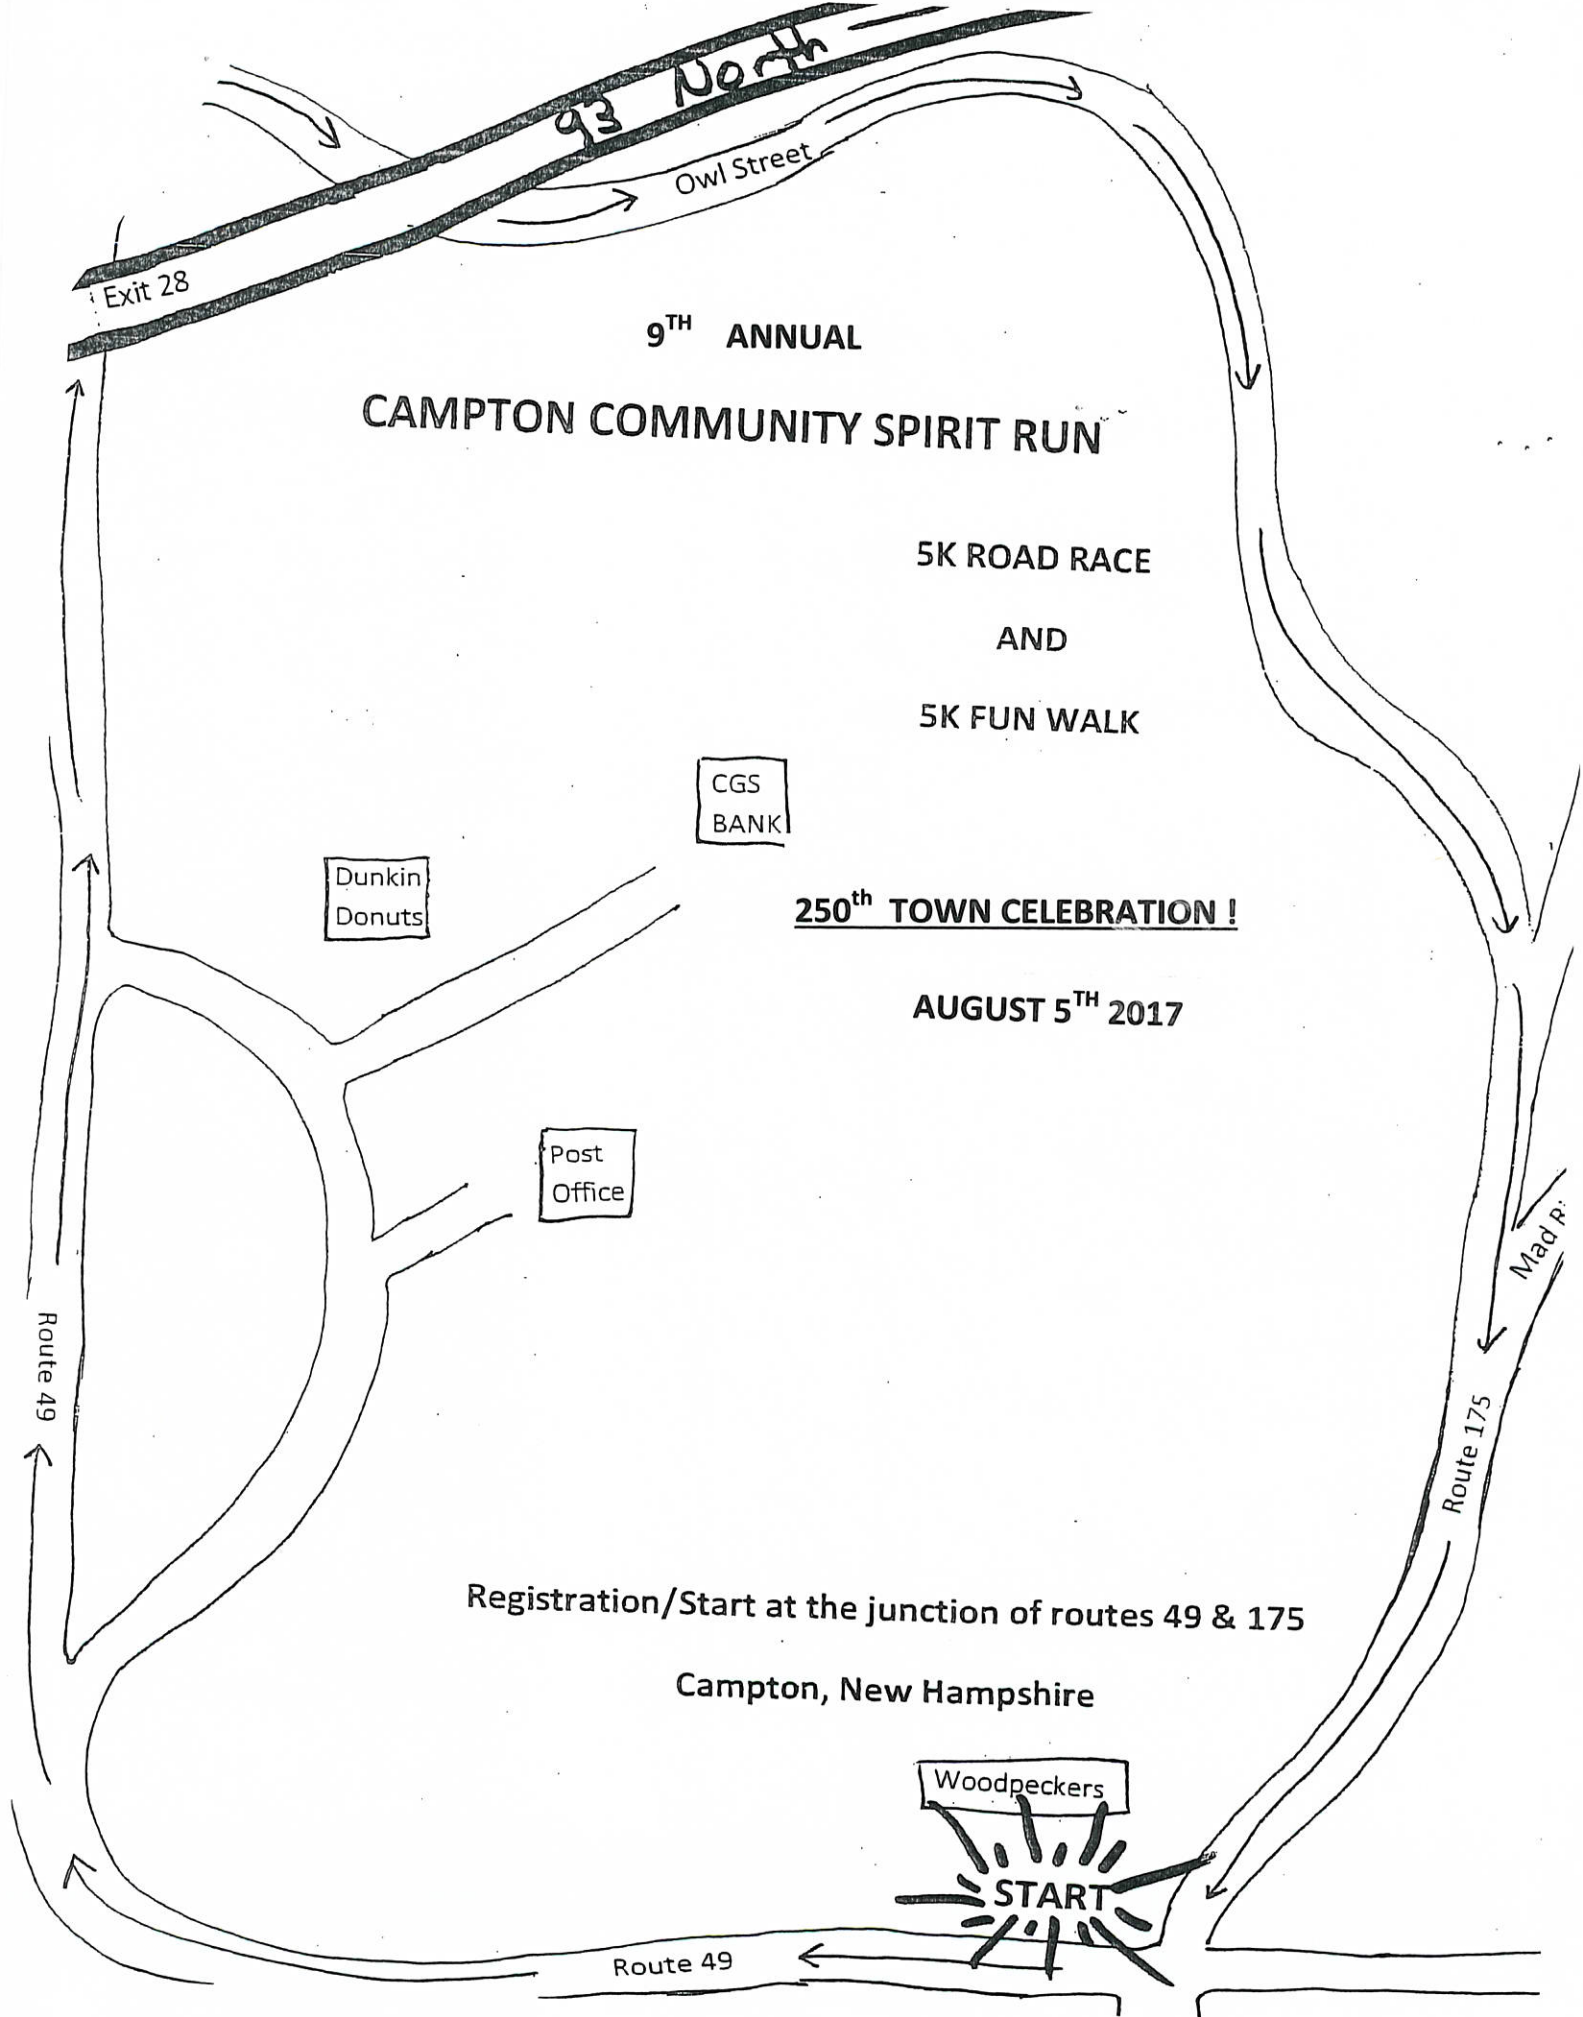 93 North
Owl Street
Exit 28
9TH ANNUAL
CAMPTON COMMUNITY SPIRIT RUN
5K ROAD RACE
AND
5K FUN WALK
CGS
BANK
Dunkin
Donuts
250th TOWN CELEBRATION !
AUGUST 5TH 2017
Post
Office
Mad
Route 49
Route 175
Registration/Start at the junction of routes 49 & 175
Campton, New Hampshire
Woodpeckers
START
Route 49